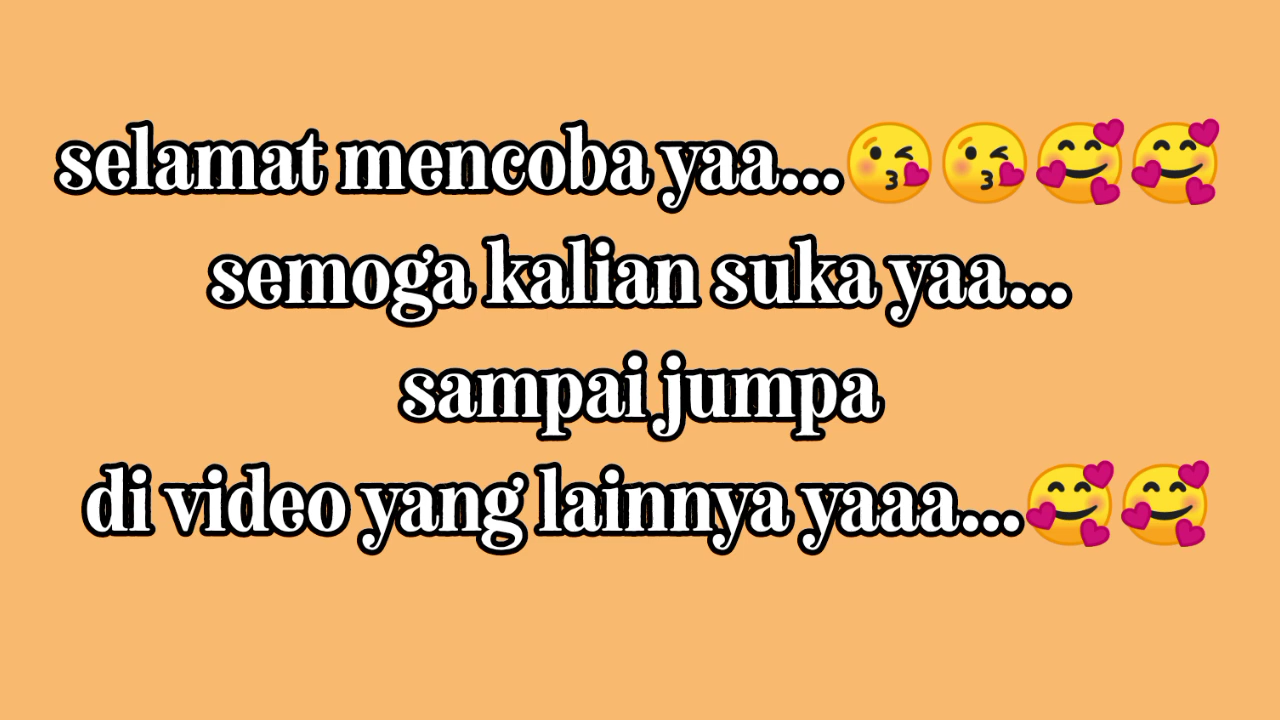 selamat mencoba yaa...😘😘🥰🥰
semoga kalian suka yaa...
sampai jumpa
di video yang lainnya yaaa...🥰🥰